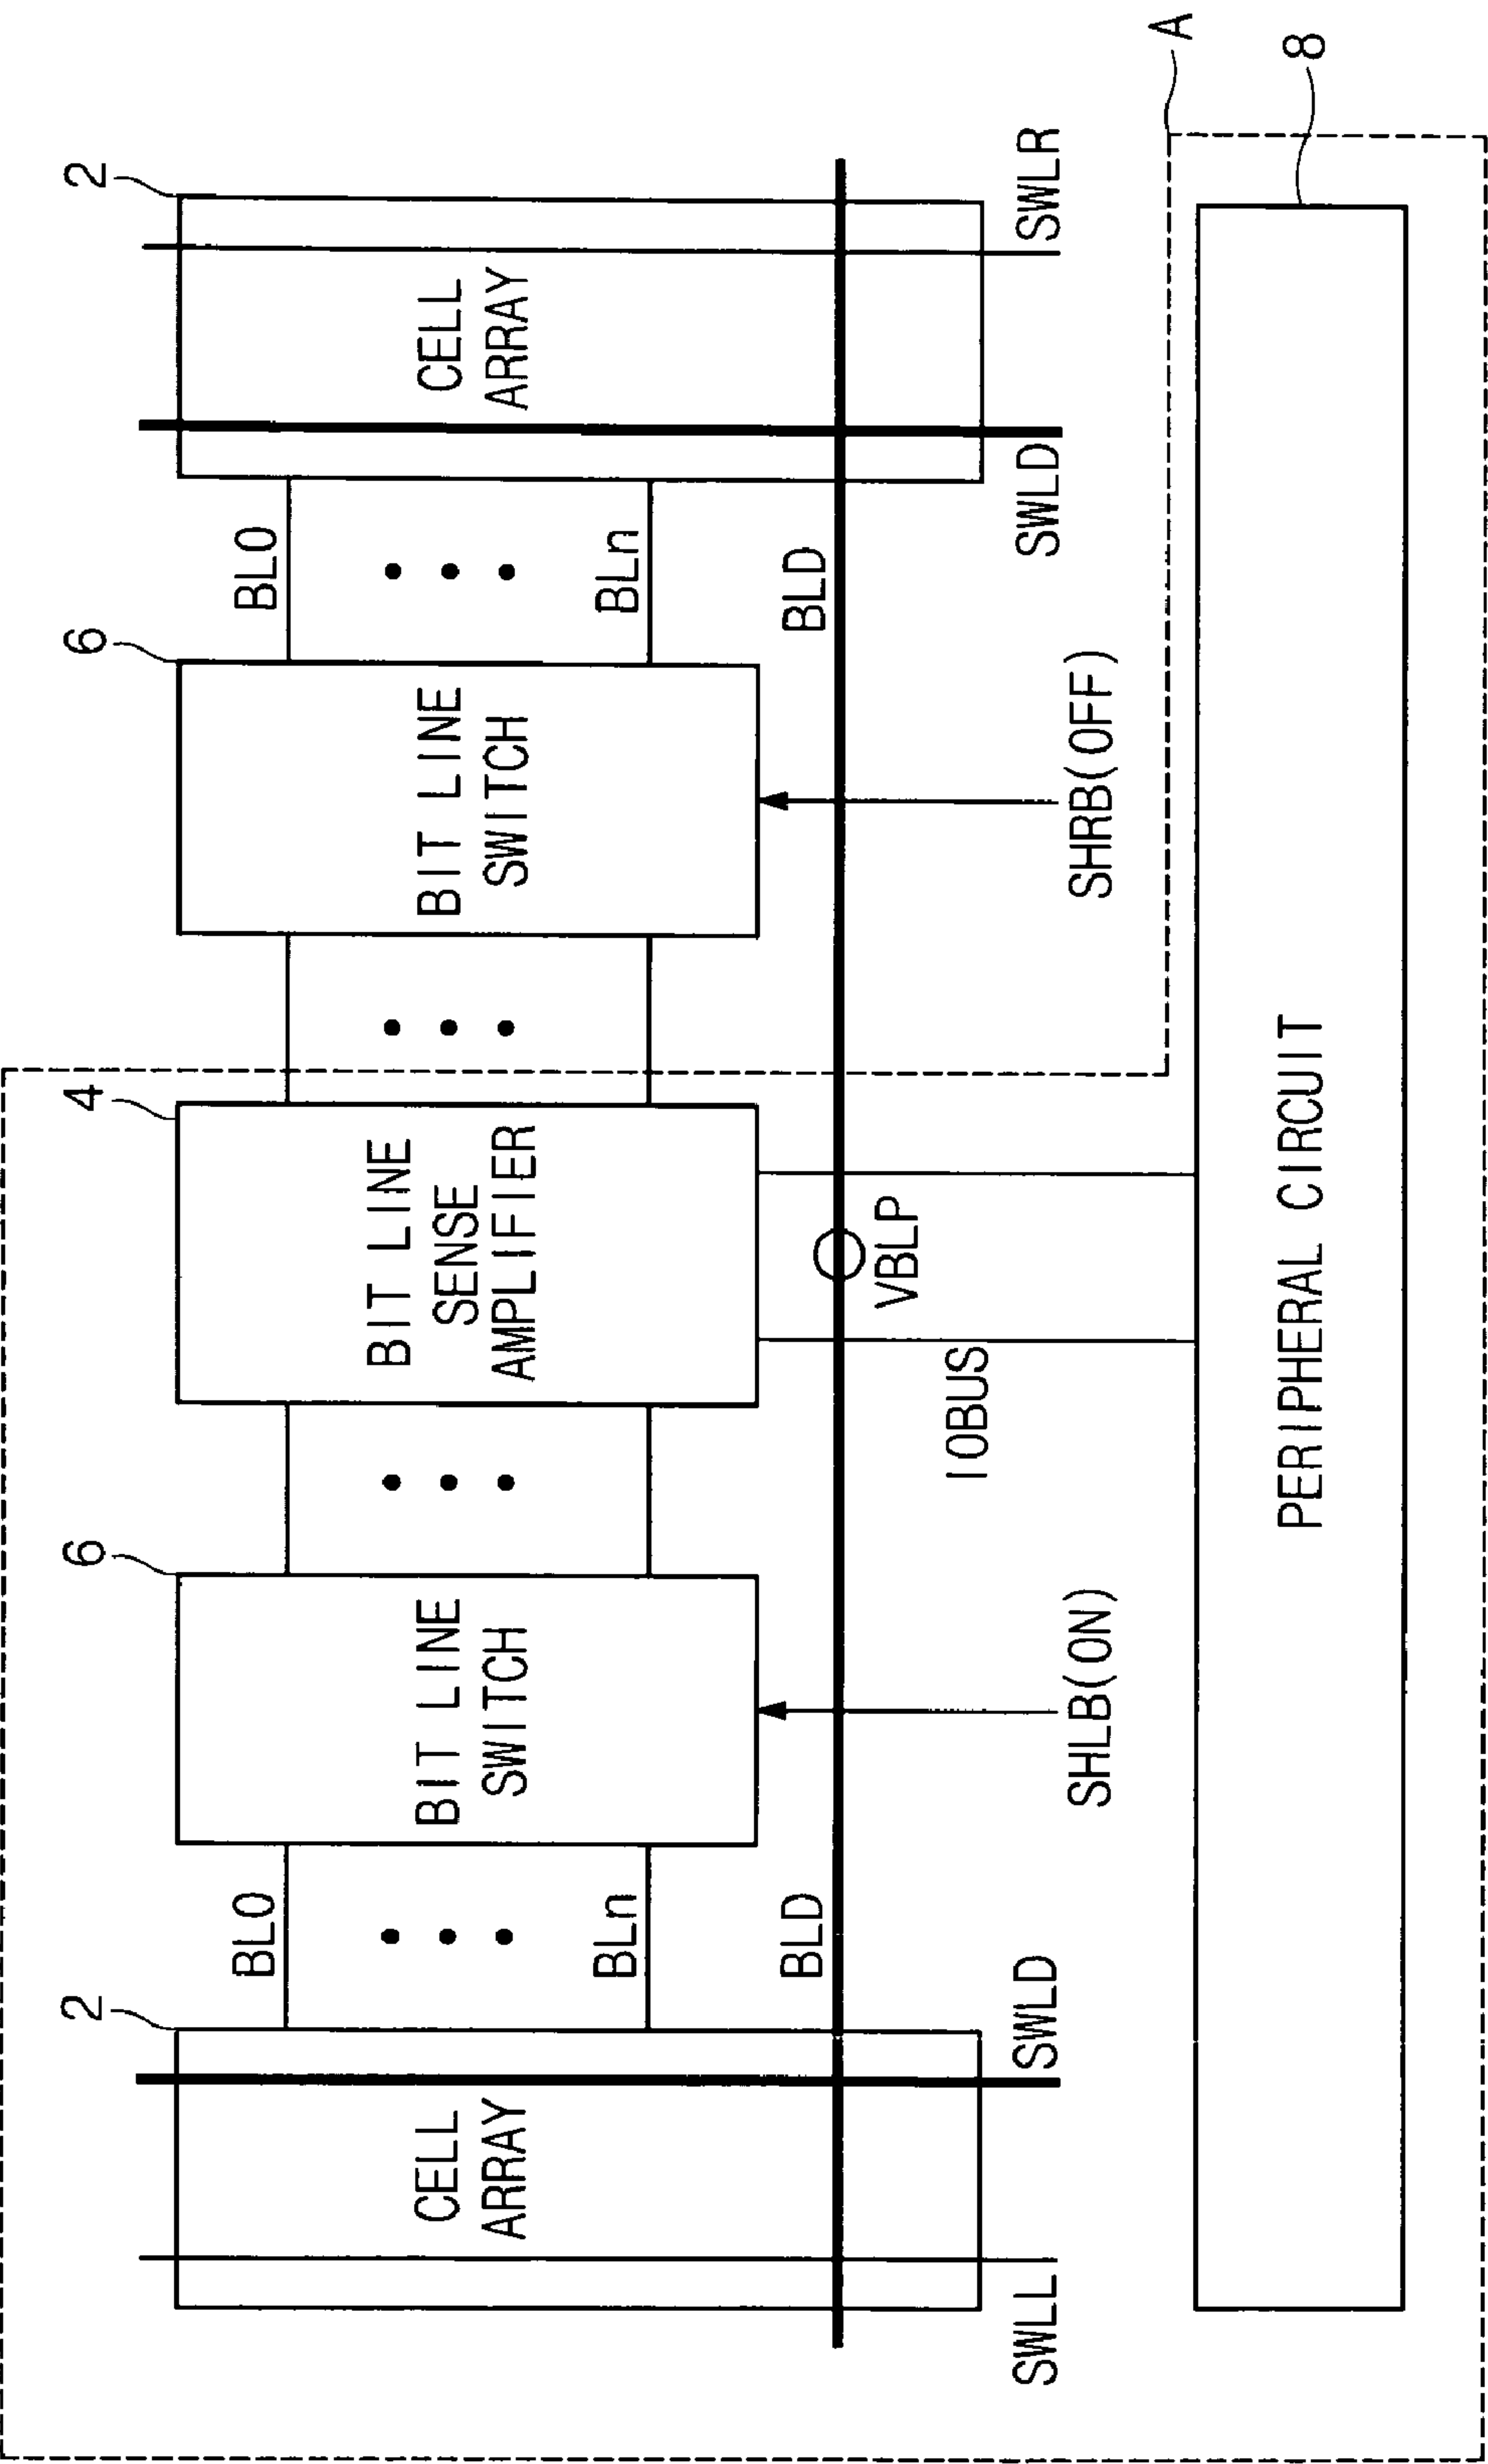 2
6
4
6
2
A
8
CELL
ARRAY
BL0
BLn
BLD
BIT LINE
SWITCH
BIT LINE
SENSE
AMPLIFIER
BIT LINE
SWITCH
BL0
BLn
BLD
CELL
ARRAY
SWLL
SWLD
SHLB(ON)
IOBUS
VBLP
SHRB(OFF)
SWLD
SWLR
PERIPHERAL CIRCUIT